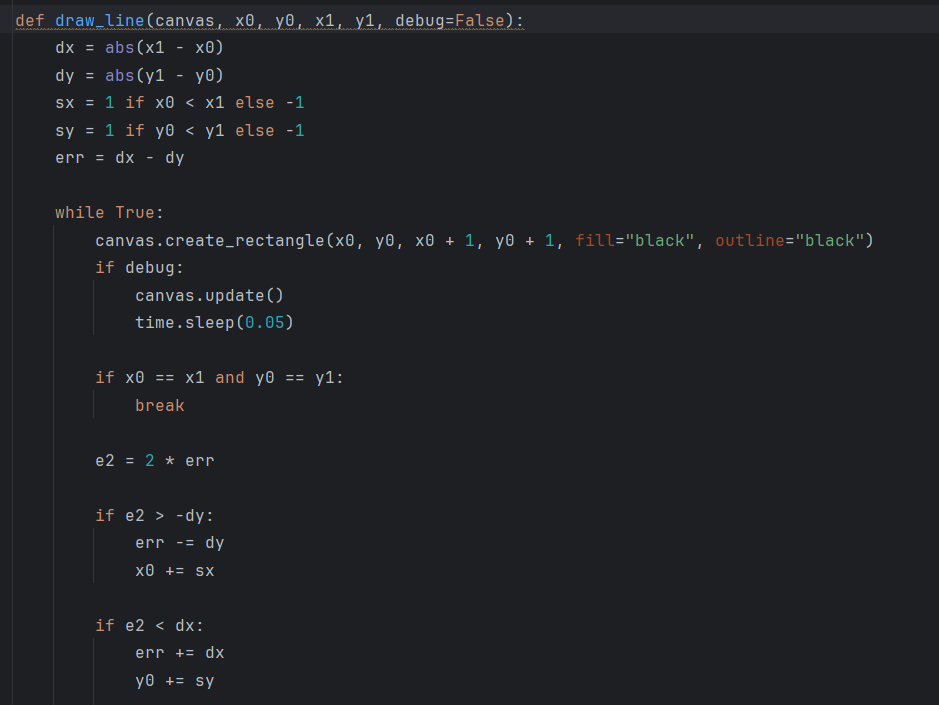 def draw_line(canvas, x0, y0, x1, y1, debug=False):
    dx = abs(x1 - x0)
    dy = abs(y1 - y0)
    sx = 1 if x0 < x1 else -1
    sy = 1 if y0 < y1 else -1
    err = dx - dy

    while True:
        canvas.create_rectangle(x0, y0, x0 + 1, y0 + 1, fill="black", outline="black")
        if debug:
            canvas.update()
            time.sleep(0.05)

        if x0 == x1 and y0 == y1:
            break

        e2 = 2 * err

        if e2 > -dy:
            err -= dy
            x0 += sx

        if e2 < dx:
            err += dx
            y0 += sy